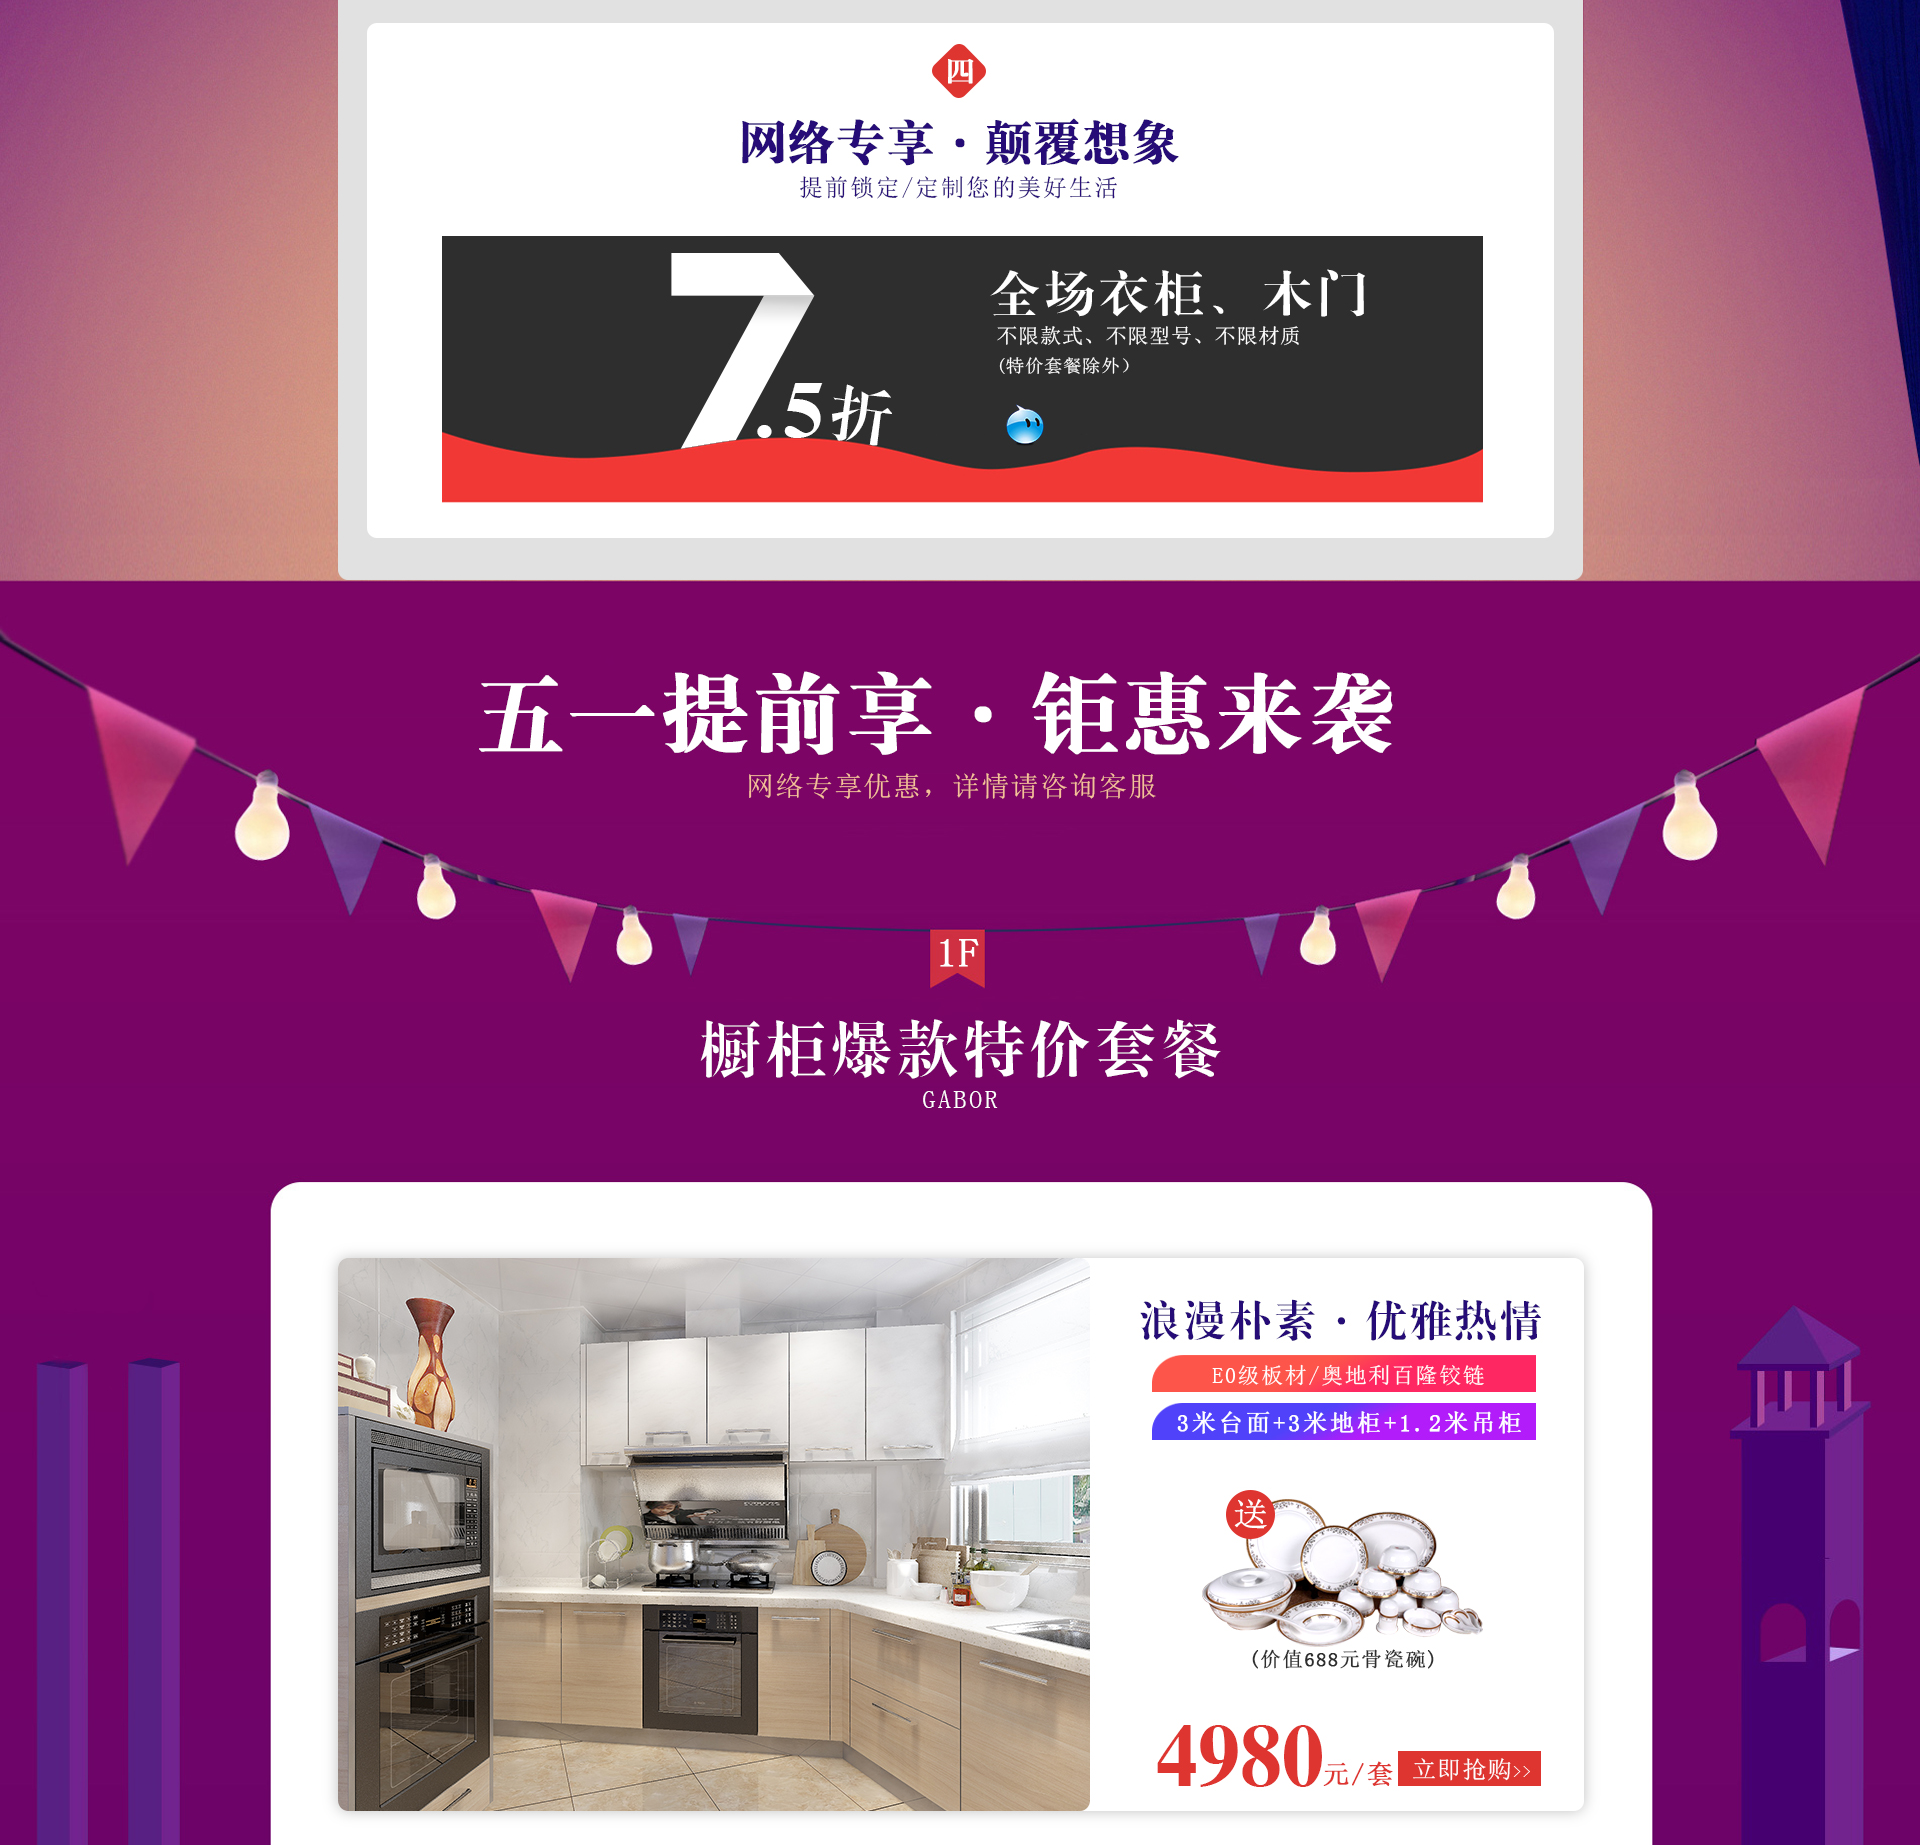 四
网络专享·颠覆想象
提前锁定/定制您的美好生活
7.5折
全场衣柜、木门
不限款式、不限型号、不限材质
(特价套餐除外)
五一提前享·钜惠来袭
网络专享优惠，详情请咨询客服
1F
橱柜爆款特价套餐
GABOR
浪漫朴素·优雅热情
E0级板材/奥地利百隆铰链
3米台面+3米地柜+1.2米吊柜
送
(价值688元骨瓷碗)
4980元/套
立即抢购>>